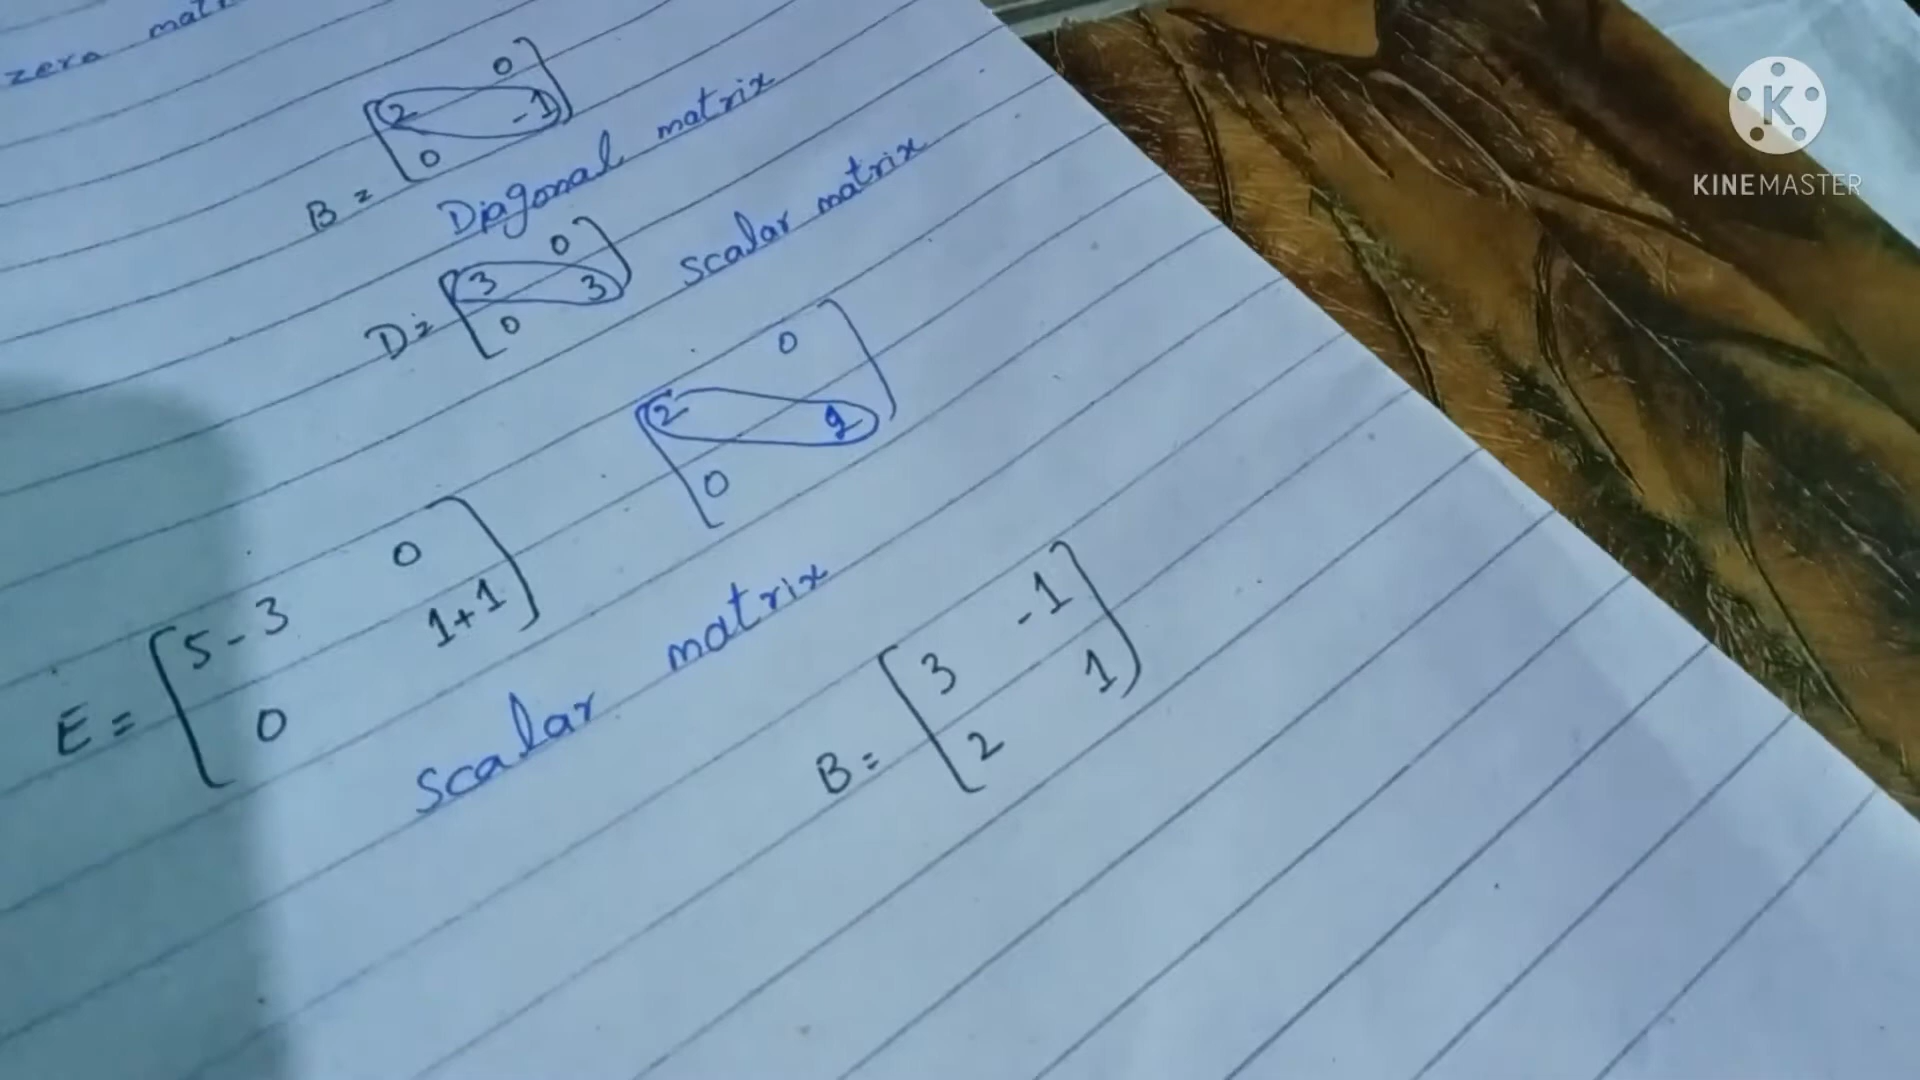 zero
B = [2 0
0 -1]
Diagonal matrix
D = [3 0
0 3]
scalar matrix
E = [5-3 0
0 1+1]
[2 0
0 2]
scalar matrix
B = [3 -1
2 1]
KINEMASTER